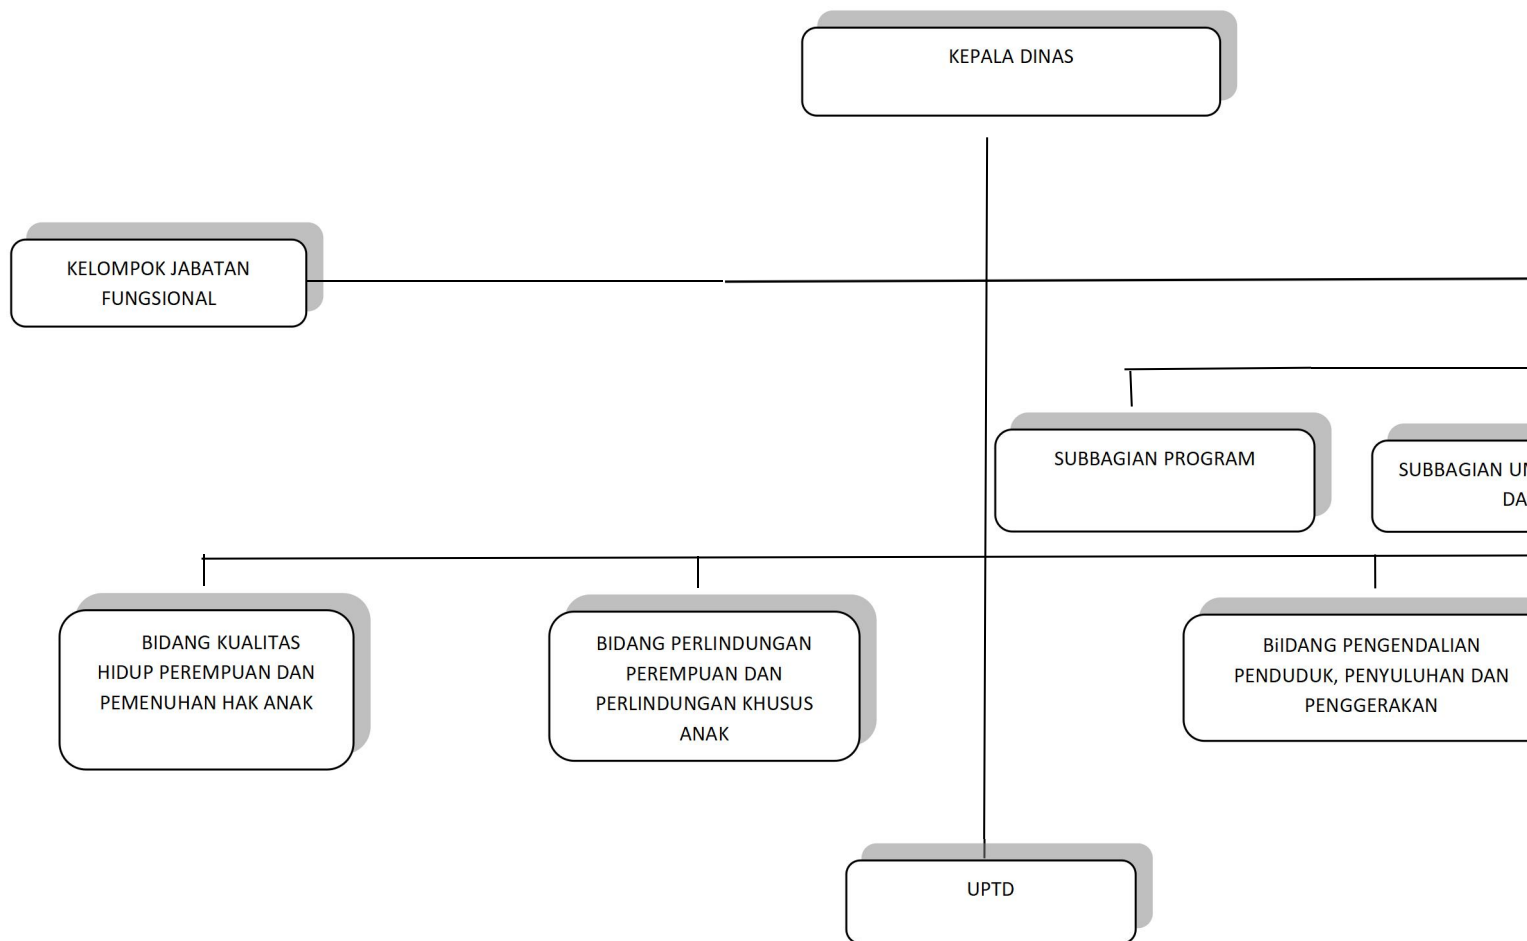 KEPALA DINAS
KELOMPOK JABATAN
FUNGSIONAL
SUBBAGIAN PROGRAM
SUBBAGIAN
BIDANG KUALITAS
HIDUP PEREMPUAN DAN
PEMENUHAN HAK ANAK
BIDANG PERLINDUNGAN
PEREMPUAN DAN
PERLINDUNGAN KHUSUS
ANAK
BiIDANG PENGENDALIAN
PENDUDUK, PENYULUHAN DAN
PENGGERAKAN
UPTD